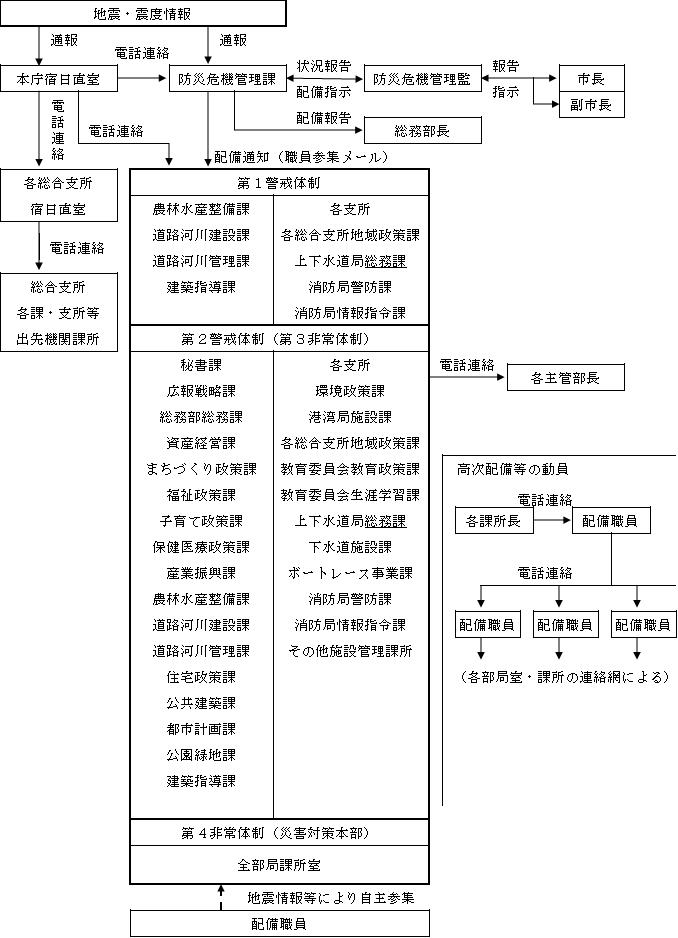 地震・震度情報
通報
通報
電話連絡
本庁宿日直室
防災危機管理課
状況報告
配備指示
防災危機管理監
報告
指示
市長
副市長
電話連絡
電話連絡
配備報告
総務部長
配備通知（職員参集メール）
各総合支所
宿日直室
電話連絡
総合支所
各課・支所等
出先機関課所
第１警戒体制
農林水産整備課
道路河川建設課
道路河川管理課
建築指導課
各支所
各総合支所地域政策課
上下水道局総務課
消防局警防課
消防局情報指令課
第２警戒体制（第３非常体制）
秘書課
広報戦略課
総務部総務課
資産経営課
まちづくり政策課
福祉政策課
子育て政策課
保健医療政策課
産業振興課
農林水産整備課
道路河川建設課
道路河川管理課
住宅政策課
公共建築課
都市計画課
公園緑地課
建築指導課
各支所
環境政策課
港湾局施設課
各総合支所地域政策課
教育委員会教育政策課
教育委員会生涯学習課
上下水道局総務課
下水道施設課
ボートレース事業課
消防局警防課
消防局情報指令課
その他施設管理課所
電話連絡
各主管部長
第４非常体制（災害対策本部）
全部局課所室
地震情報等により自主参集
配備職員
高次配備等の動員
電話連絡
各課所長
配備職員
電話連絡
配備職員
配備職員
配備職員
（各部局室・課所の連絡網による）